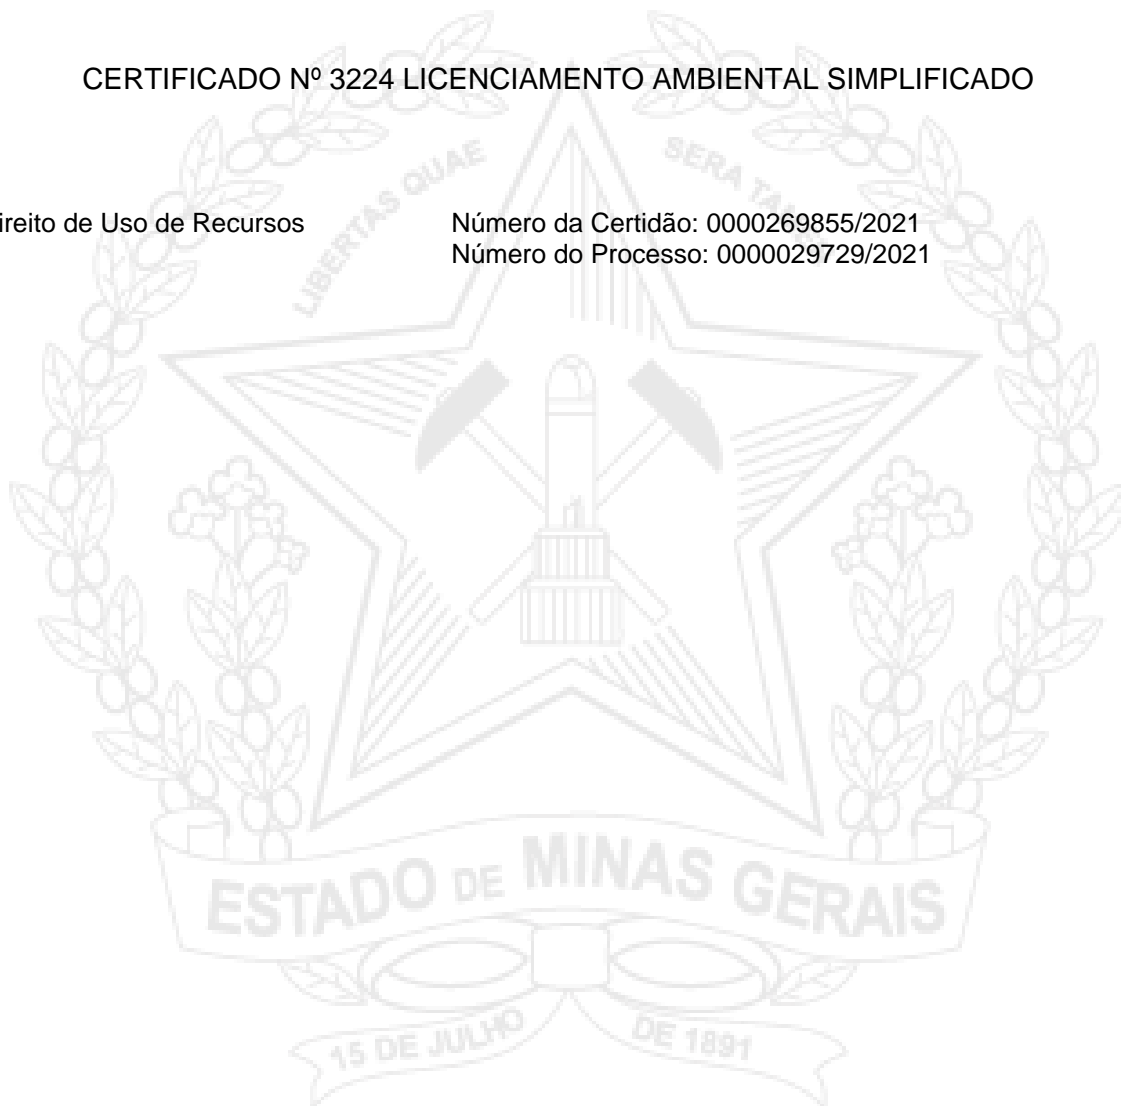 CERTIFICADO Nº 3224 LICENCIAMENTO AMBIENTAL SIMPLIFICADO
LIBERTAS QUAE SERA TAMEN
ireito de Uso de Recursos Número da Certidão: 0000269855/2021
Número do Processo: 0000029729/2021
ESTADO DE MINAS GERAIS
15 DE JULHO DE 1891